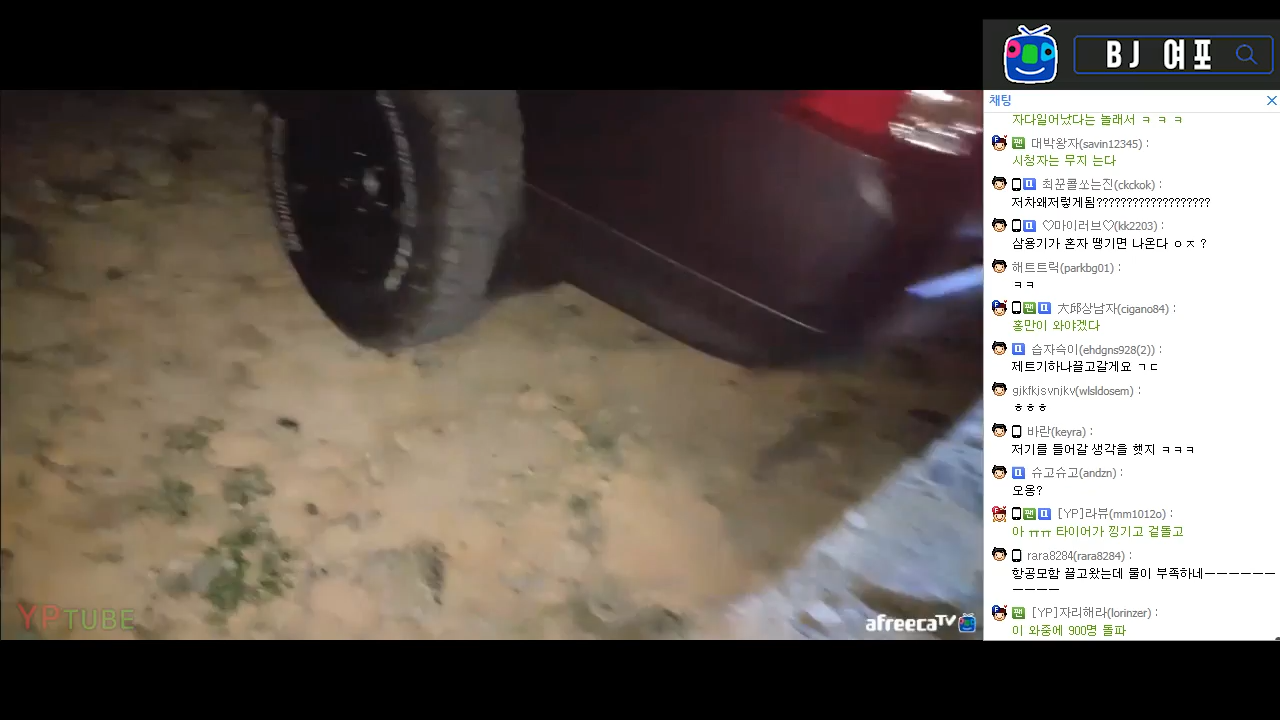 BJ 여포
채팅
자다일어났다는 놀래서 ㅋ ㅋ ㅋ
대박왕자(savin12345) :
시청자는 무지 는다
최꾼콜쏘는진(ckckok) :
저차왜저렇게됨???????????????????
♡마이러브♡(kk2203) :
삼용기가 혼자 땡기면 나온다 ㅇㅈ ?
해트트럭(parkbg01) :
ㅋㅋ
大邱상남자(cigano84) :
홍만이 와야겠다
습자슥이(ehdgns928(2)) :
제트기하나끌고갈게요 ㄱㄷ
gjkfkjsvnjkv(wlsldosem) :
ㅎㅎㅎ
바란(keyra) :
저기를 들어갈 생각을 햇지 ㅋㅋㅋ
슈고슈고(andzn) :
오옹?
[YP]라뷰(mm1012o) :
아 ㅠㅠ 타이어가 낑기고 겉돌고
rara8284(rara8284) :
항공모함 끌고왔는데 물이 부족하네ㅡㅡㅡㅡㅡㅡㅡ
ㅡㅡㅡㅡ
[YP]자리해라(lorinzer) :
이 와중에 900명 돌파
YPTUBE
afreecaTV